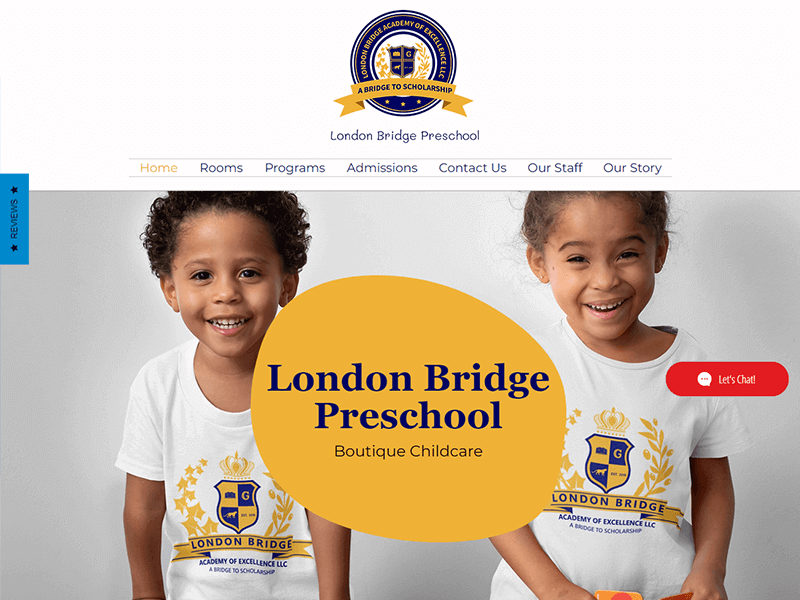 LONDON BRIDGE ACADEMY OF EXCELLENCE LLC
G
A BRIDGE TO SCHOLARSHIP
London Bridge Preschool
Home Rooms Programs Admissions Contact Us Our Staff Our Story
REVIEWS
London Bridge
Preschool
Boutique Childcare
Let's Chat!
G
LONDON BRIDGE
ACADEMY OF EXCELLENCE LLC
A BRIDGE TO SCHOLARSHIP
G
LONDON BRIDGE
ACADEMY OF EXCELLENCE LLC
A BRIDGE TO SCHOLARSHIP